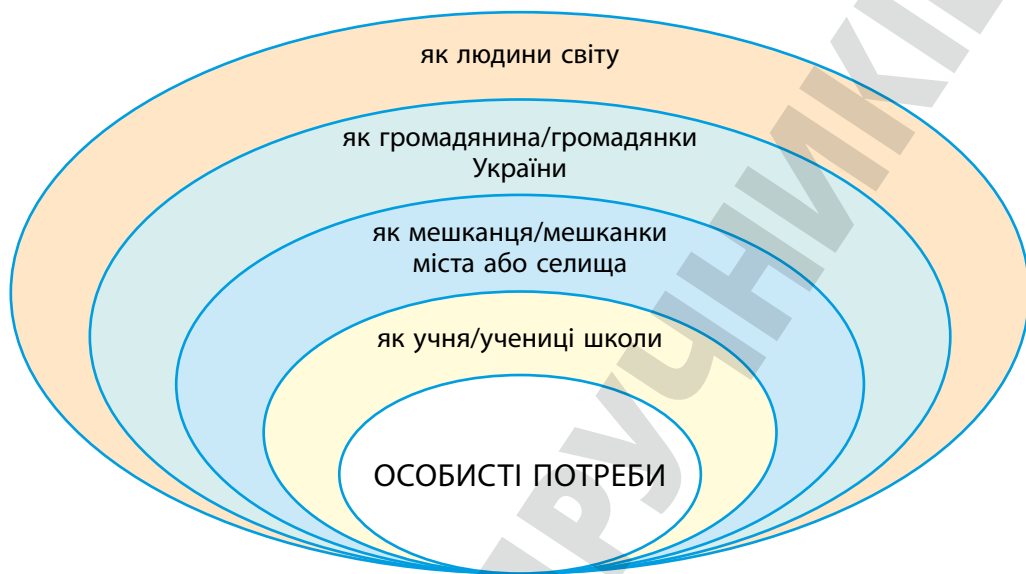 як людини світу
як громадянина/громадянки
України
як мешканця/мешканки
міста або селища
як учня/учениці школи
ОСОБИСТІ ПОТРЕБИ